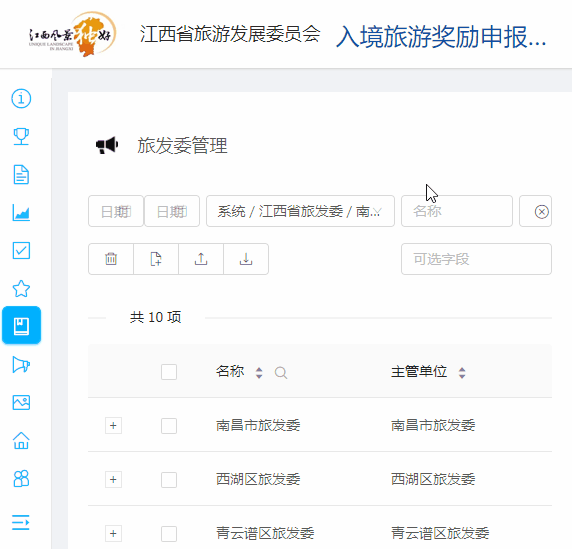 江西风景独好
UNIQUE LANDSCAPE
IN JIANGXI
江西省旅游发展委员会
入境旅游奖励申报...
旅发委管理
日期 日期 系统 / 江西省旅发委 / 南... 名称
可选字段
共 10 项
名称 主管单位
+ 南昌市旅发委 南昌市旅发委
+ 西湖区旅发委 西湖区旅发委
+ 青云谱区旅发委 青云谱区旅发委